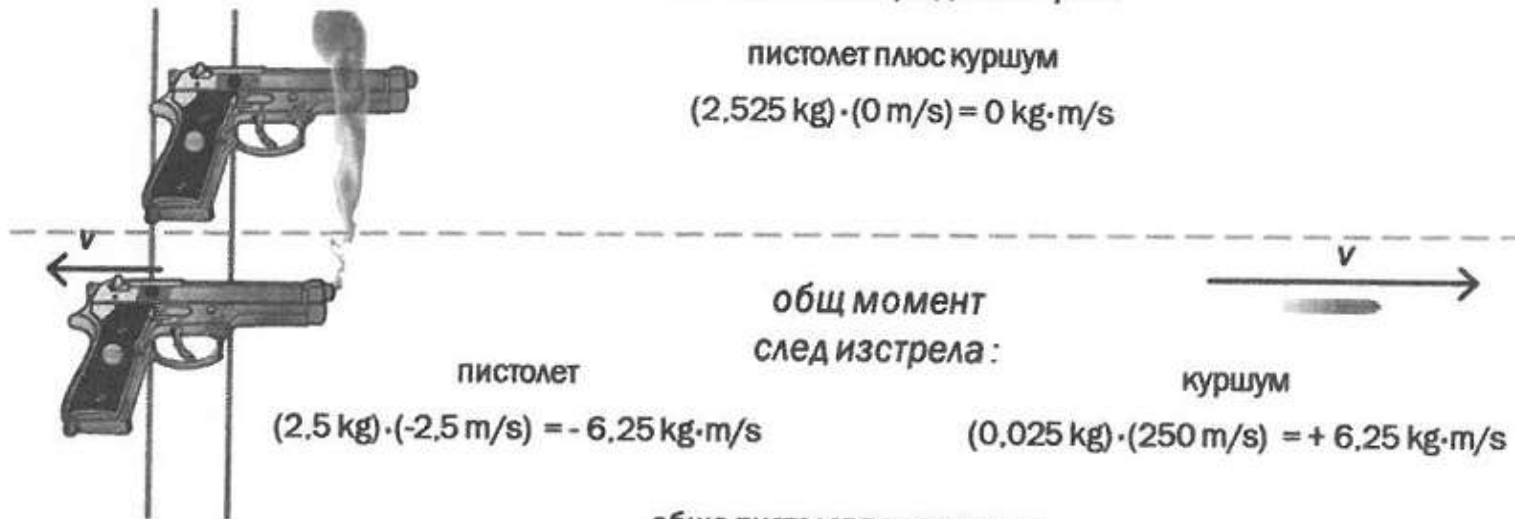 пистолет плюс куршум
(2,525 kg)·(0 m/s) = 0 kg·m/s
v
v
общ момент
след изстрела :
пистолет
(2,5 kg)·(-2,5 m/s) = - 6,25 kg·m/s
куршум
(0,025 kg)·(250 m/s) = + 6,25 kg·m/s